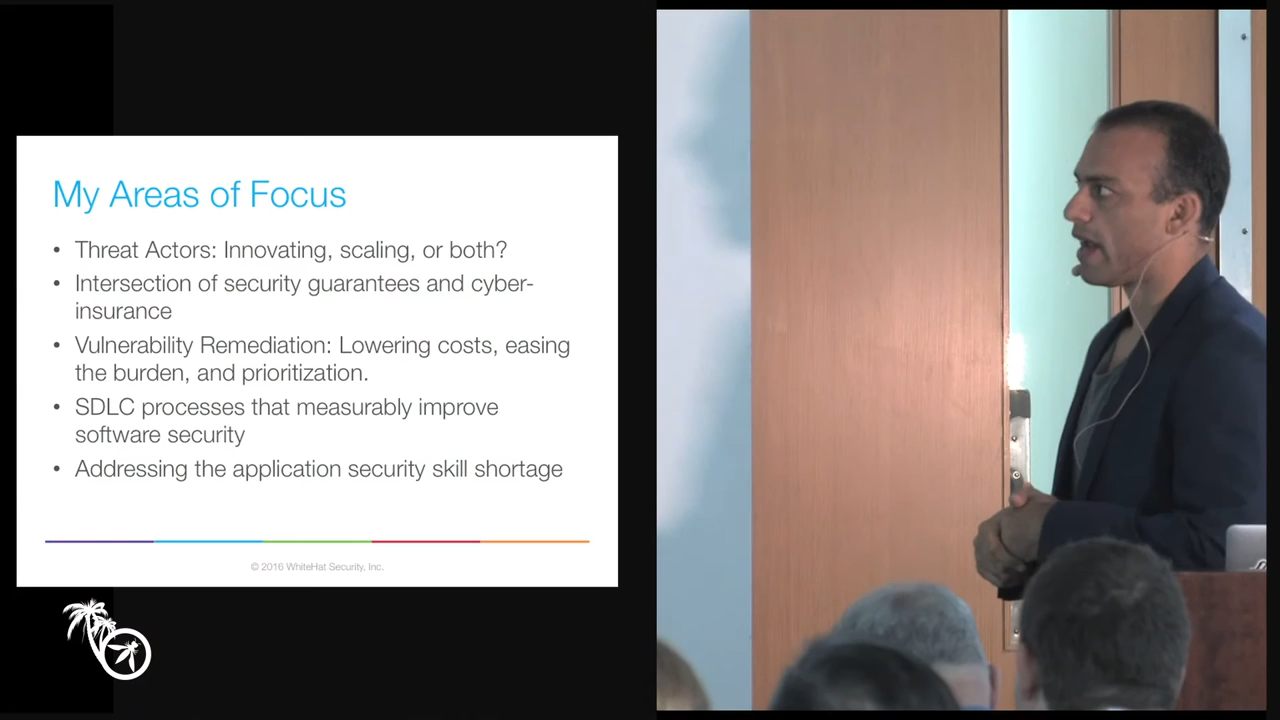 My Areas of Focus
• Threat Actors: Innovating, scaling, or both?
• Intersection of security guarantees and cyber-
insurance
• Vulnerability Remediation: Lowering costs, easing
the burden, and prioritization.
• SDLC processes that measurably improve
software security
• Addressing the application security skill shortage
© 2016 WhiteHat Security, Inc.